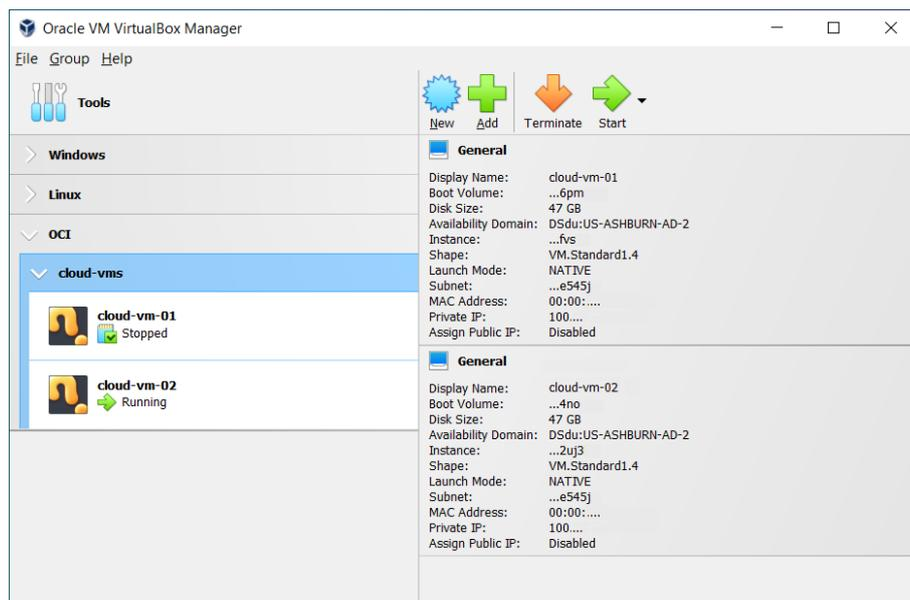 Oracle VM VirtualBox Manager
File Group Help
Tools
New Add Terminate Start
Windows
Linux
OCI
cloud-vms
cloud-vm-01
Stopped
cloud-vm-02
Running
General
Display Name: cloud-vm-01
Boot Volume: ...6pm
Disk Size: 47 GB
Availability Domain: DSdu:US-ASHBURN-AD-2
Instance: ...fvs
Shape: VM.Standard1.4
Launch Mode: NATIVE
Subnet: ...e545j
MAC Address: 00:00:....
Private IP: 100....
Assign Public IP: Disabled
General
Display Name: cloud-vm-02
Boot Volume: ...4no
Disk Size: 47 GB
Availability Domain: DSdu:US-ASHBURN-AD-2
Instance: ...2uj3
Shape: VM.Standard1.4
Launch Mode: NATIVE
Subnet: ...e545j
MAC Address: 00:00:....
Private IP: 100....
Assign Public IP: Disabled